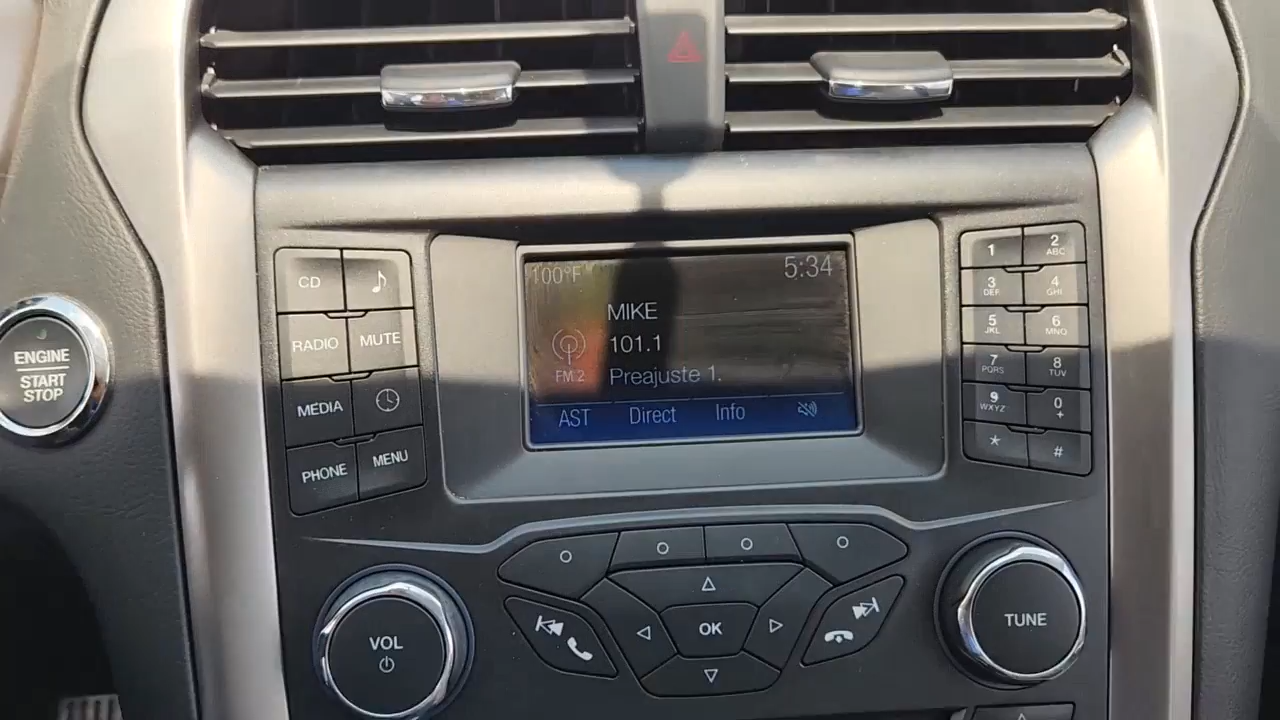 100°F
5:34
MIKE
101.1
FM 2
Preajuste 1.
AST Direct Info
CD
RADIO MUTE
MEDIA
PHONE MENU
ENGINE
START
STOP
1
2 ABC
3 DEF
4 GHI
5 JKL
6 MNO
7 PQRS
8 TUV
9 WXYZ
0 +
*
#
VOL
OK
TUNE